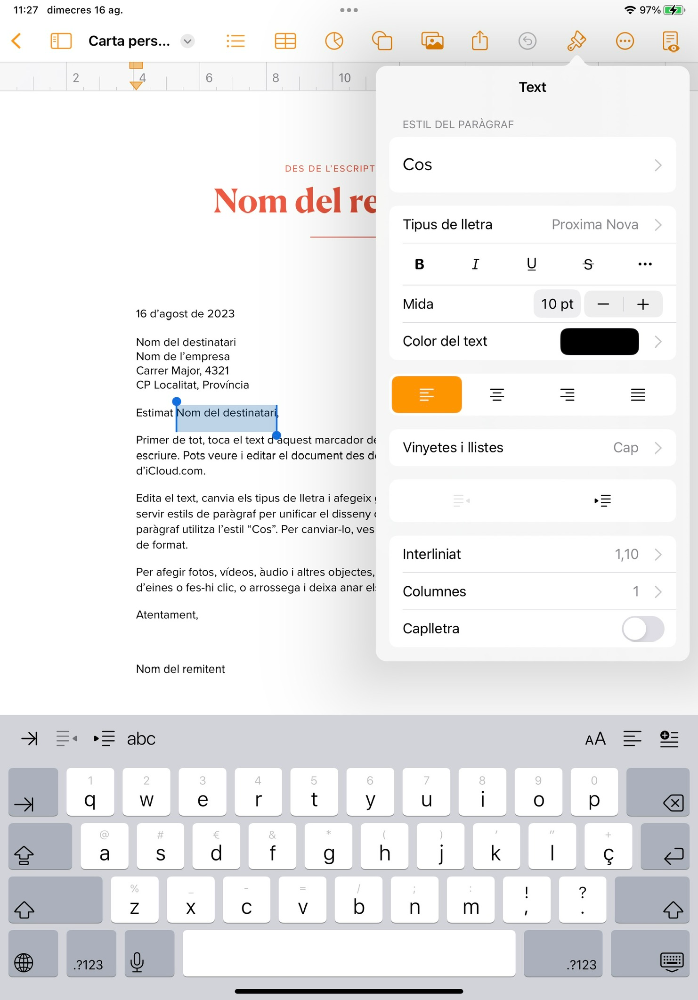 11:27 dimecres 16 ag.
97%
Carta pers...
2 4 6 8 10
Text
ESTIL DEL PARÀGRAF
Cos
Tipus de lletra Proxima Nova
B I U S
Mida 10 pt − +
Color del text
Vinyetes i llistes Cap
Interliniat 1,10
Columnes 1
Caplletra
DES DE L'ESCRIPT
Nom del re
16 d'agost de 2023
Nom del destinatari
Nom de l'empresa
Carrer Major, 4321
CP Localitat, Província
Estimat Nom del destinatari,
Primer de tot, toca el text d'aquest marcador de
escriure. Pots veure i editar el document des de
d'iCloud.com.
Edita el text, canvia els tipus de lletra i afegeix
servir estils de paràgraf per unificar el disseny
paràgraf utilitza l'estil “Cos”. Per canviar-lo, ves
de format.
Per afegir fotos, vídeos, àudio i altres objectes,
d'eines o fes-hi clic, o arrossega i deixa anar
Atentament,
Nom del remitent
abc AA
1 2 3 4 5 6 7 8 9 0
q w e r t y u i o p
@ # € & * ( ) ' " +
a s d f g h j k l ç
% _ - = / ; : ! ?
z x c v b n m , .
.?123 .?123